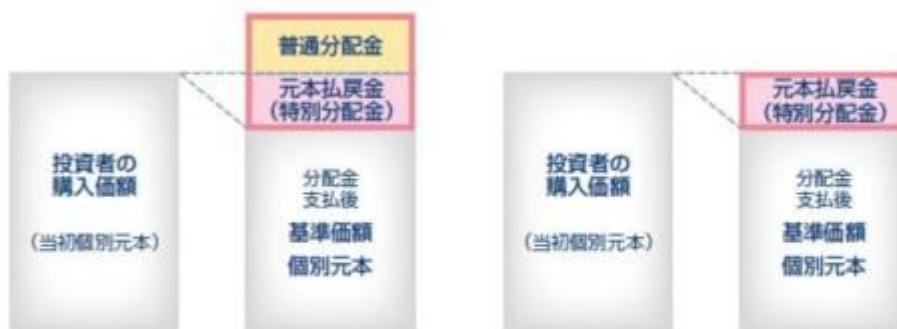 普通分配金
元本払戻金
(特別分配金)
投資者の
購入価額
(当初個別元本)
分配金
支払後
基準価額
個別元本
元本払戻金
(特別分配金)
投資者の
購入価額
(当初個別元本)
分配金
支払後
基準価額
個別元本